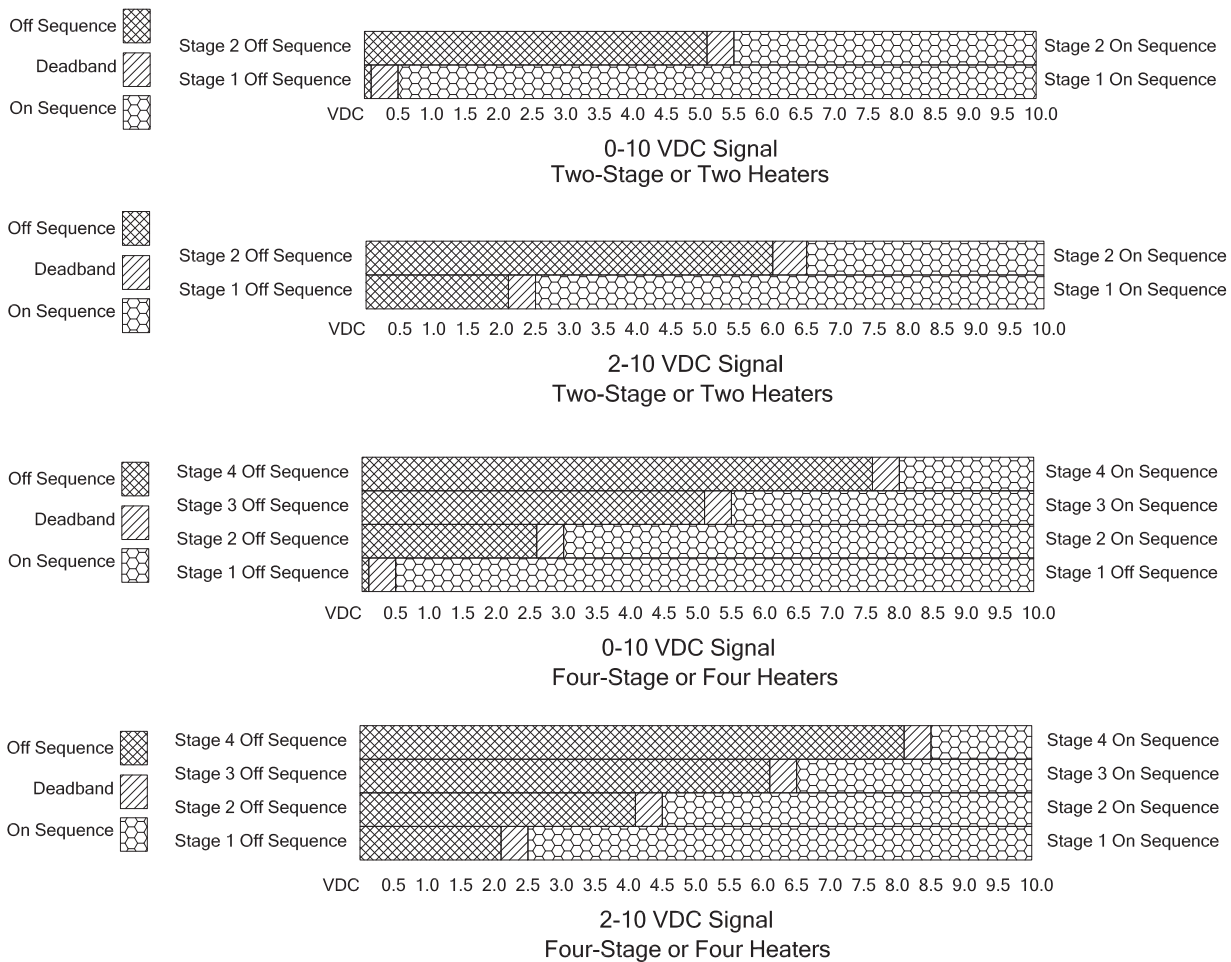 Off Sequence
Deadband
On Sequence
Stage 2 Off Sequence
Stage 2 On Sequence
Stage 1 Off Sequence
Stage 1 On Sequence
VDC 0.5 1.0 1.5 2.0 2.5 3.0 3.5 4.0 4.5 5.0 5.5 6.0 6.5 7.0 7.5 8.0 8.5 9.0 9.5 10.0
0-10 VDC Signal
Two-Stage or Two Heaters
Off Sequence
Deadband
On Sequence
Stage 2 Off Sequence
Stage 2 On Sequence
Stage 1 Off Sequence
Stage 1 On Sequence
VDC 0.5 1.0 1.5 2.0 2.5 3.0 3.5 4.0 4.5 5.0 5.5 6.0 6.5 7.0 7.5 8.0 8.5 9.0 9.5 10.0
2-10 VDC Signal
Two-Stage or Two Heaters
Off Sequence
Deadband
On Sequence
Stage 4 Off Sequence
Stage 4 On Sequence
Stage 3 Off Sequence
Stage 3 On Sequence
Stage 2 Off Sequence
Stage 2 On Sequence
Stage 1 Off Sequence
Stage 1 Off Sequence
VDC 0.5 1.0 1.5 2.0 2.5 3.0 3.5 4.0 4.5 5.0 5.5 6.0 6.5 7.0 7.5 8.0 8.5 9.0 9.5 10.0
0-10 VDC Signal
Four-Stage or Four Heaters
Off Sequence
Deadband
On Sequence
Stage 4 Off Sequence
Stage 4 On Sequence
Stage 3 Off Sequence
Stage 3 On Sequence
Stage 2 Off Sequence
Stage 2 On Sequence
Stage 1 Off Sequence
Stage 1 On Sequence
VDC 0.5 1.0 1.5 2.0 2.5 3.0 3.5 4.0 4.5 5.0 5.5 6.0 6.5 7.0 7.5 8.0 8.5 9.0 9.5 10.0
2-10 VDC Signal
Four-Stage or Four Heaters